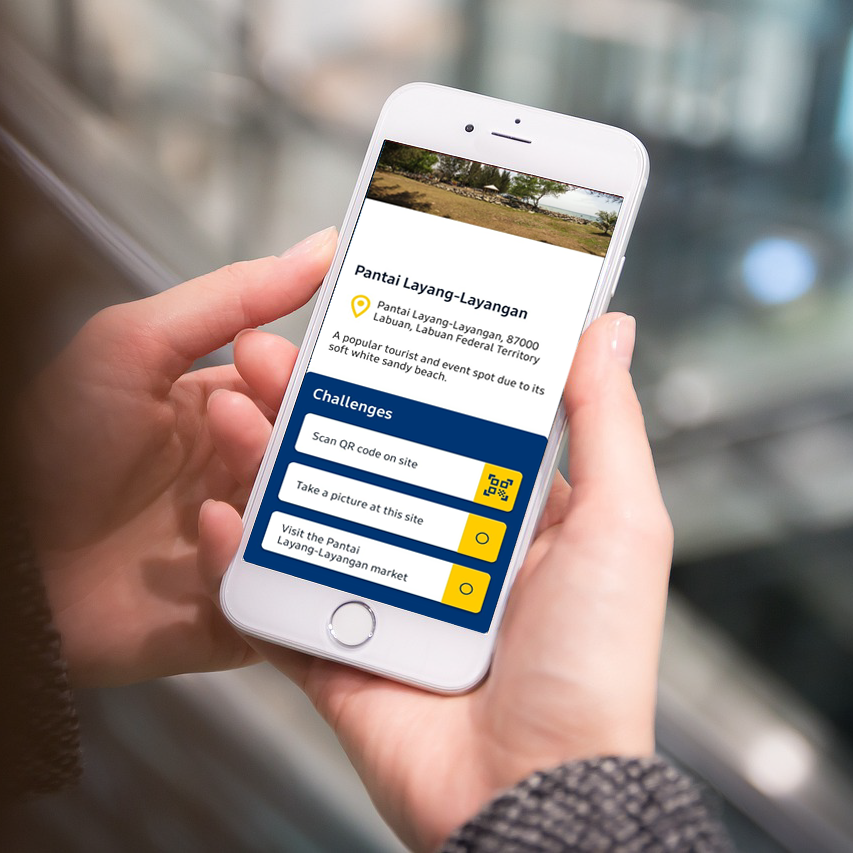 Pantai Layang-Layangan
Pantai Layang-Layangan, 87000
Labuan, Labuan Federal Territory
A popular tourist and event spot due to its
soft white sandy beach.
Challenges
Scan QR code on site
Take a picture at this site
Visit the Pantai
Layang-Layangan market